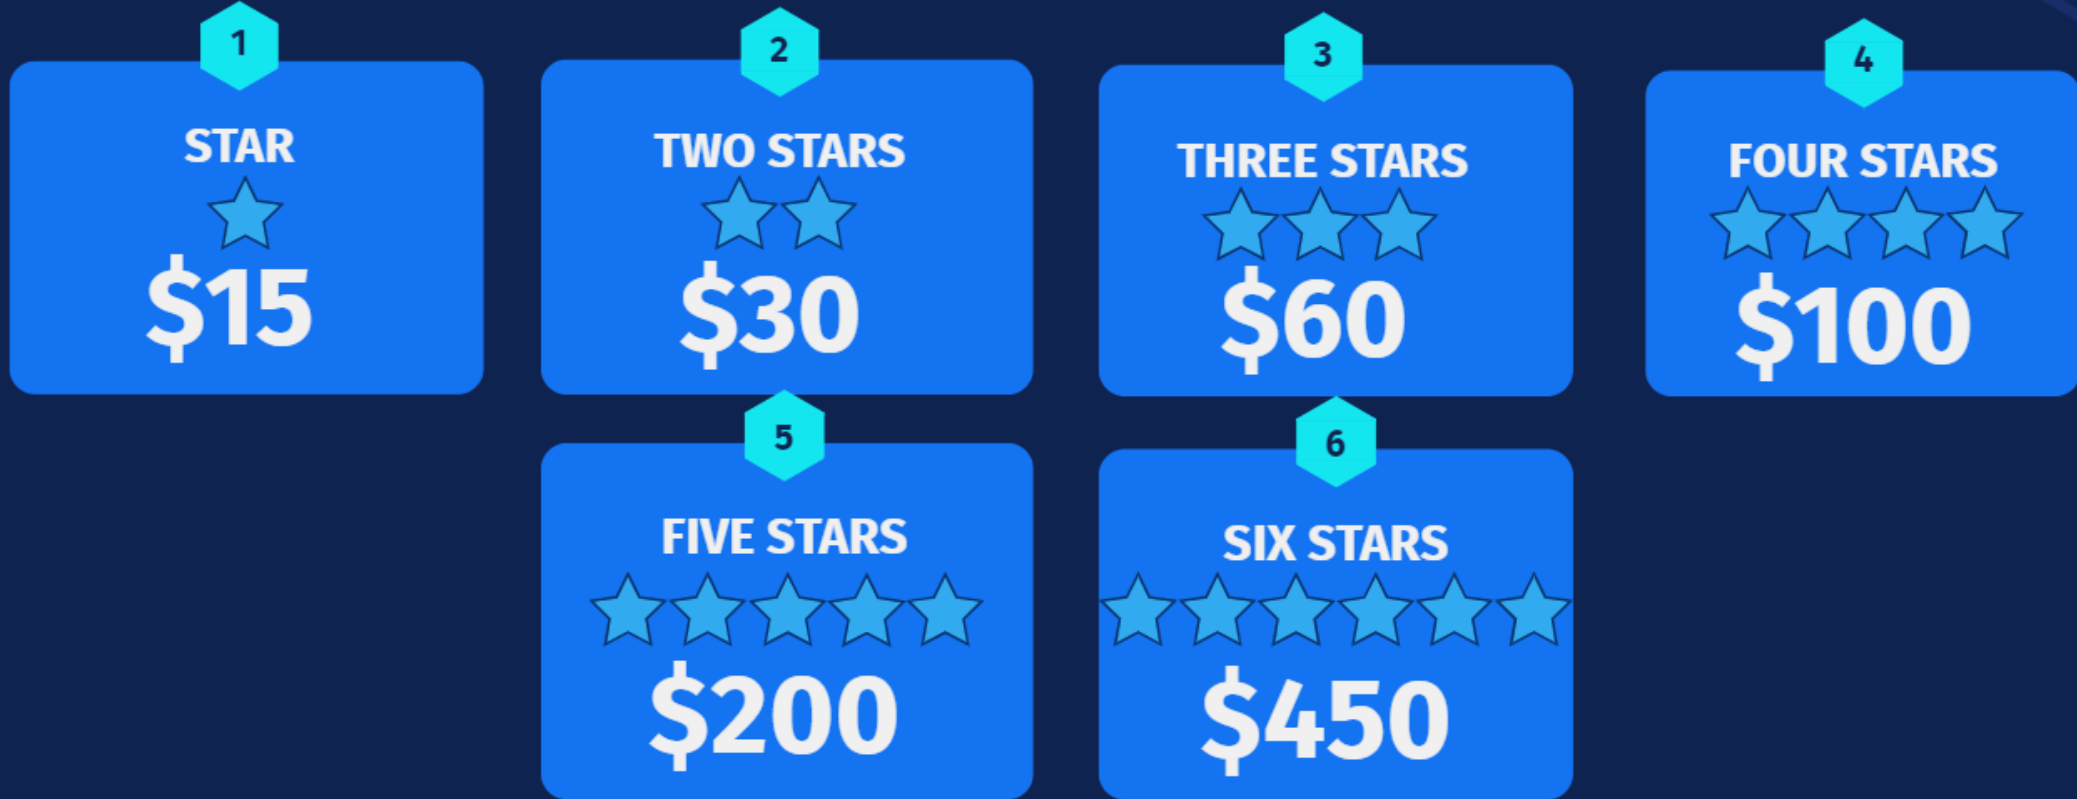 1
STAR
$15
2
TWO STARS
$30
3
THREE STARS
$60
4
FOUR STARS
$100
5
FIVE STARS
$200
6
SIX STARS
$450